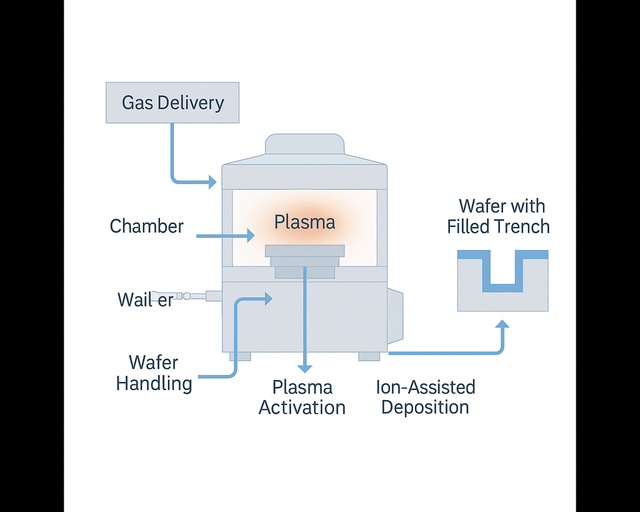 Gas Delivery
Plasma
Chamber
Wafer with
Filled Trench
Wail er
Wafer
Handling
Plasma
Activation
Ion-Assisted
Deposition